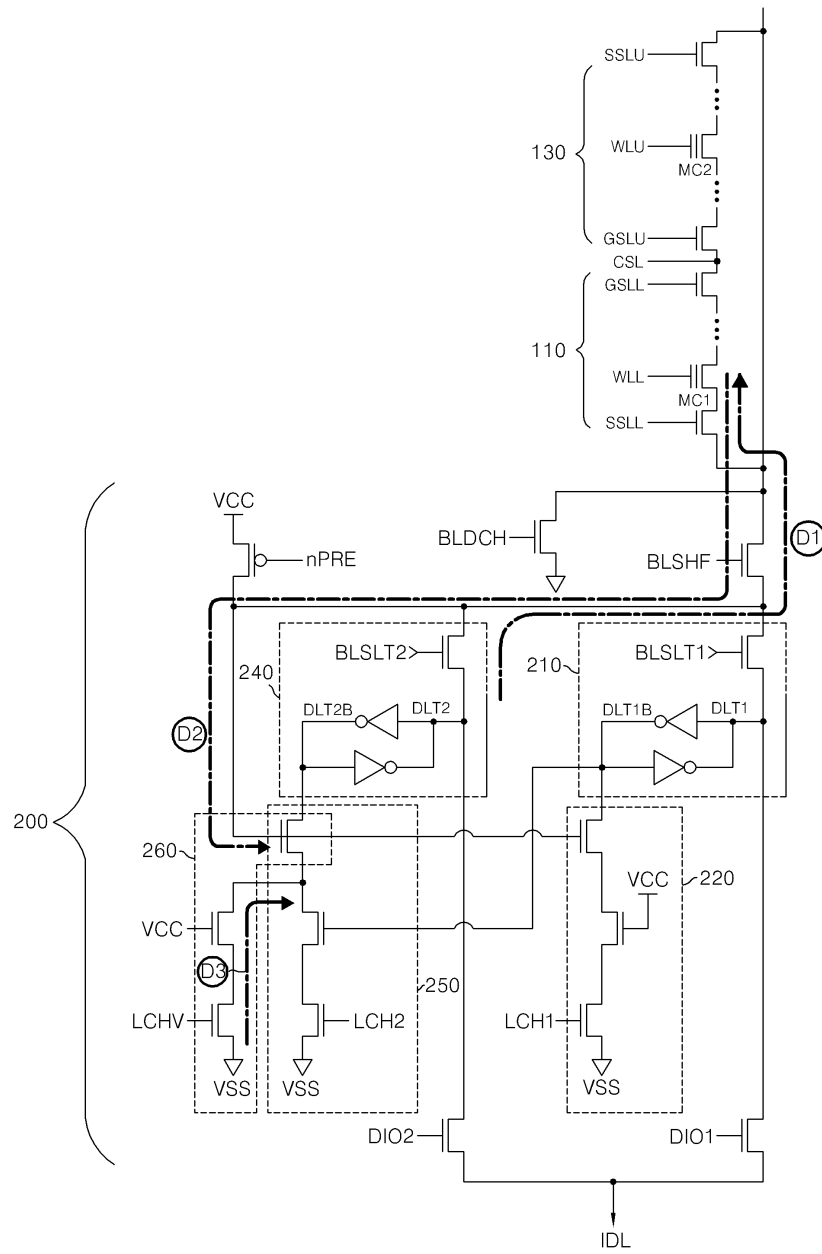 SSLU
130
WLU
MC2
GSLU
CSL
GSLL
110
WLL
MC1
SSLL
VCC
BLDCH
D1
nPRE
BLSHF
BLSLT2
BLSLT1
240
210
DLT2B
DLT2
DLT1B
DLT1
D2
200
260
220
VCC
VCC
D3
250
LCHV
LCH2
LCH1
VSS
VSS
VSS
DIO2
DIO1
IDL